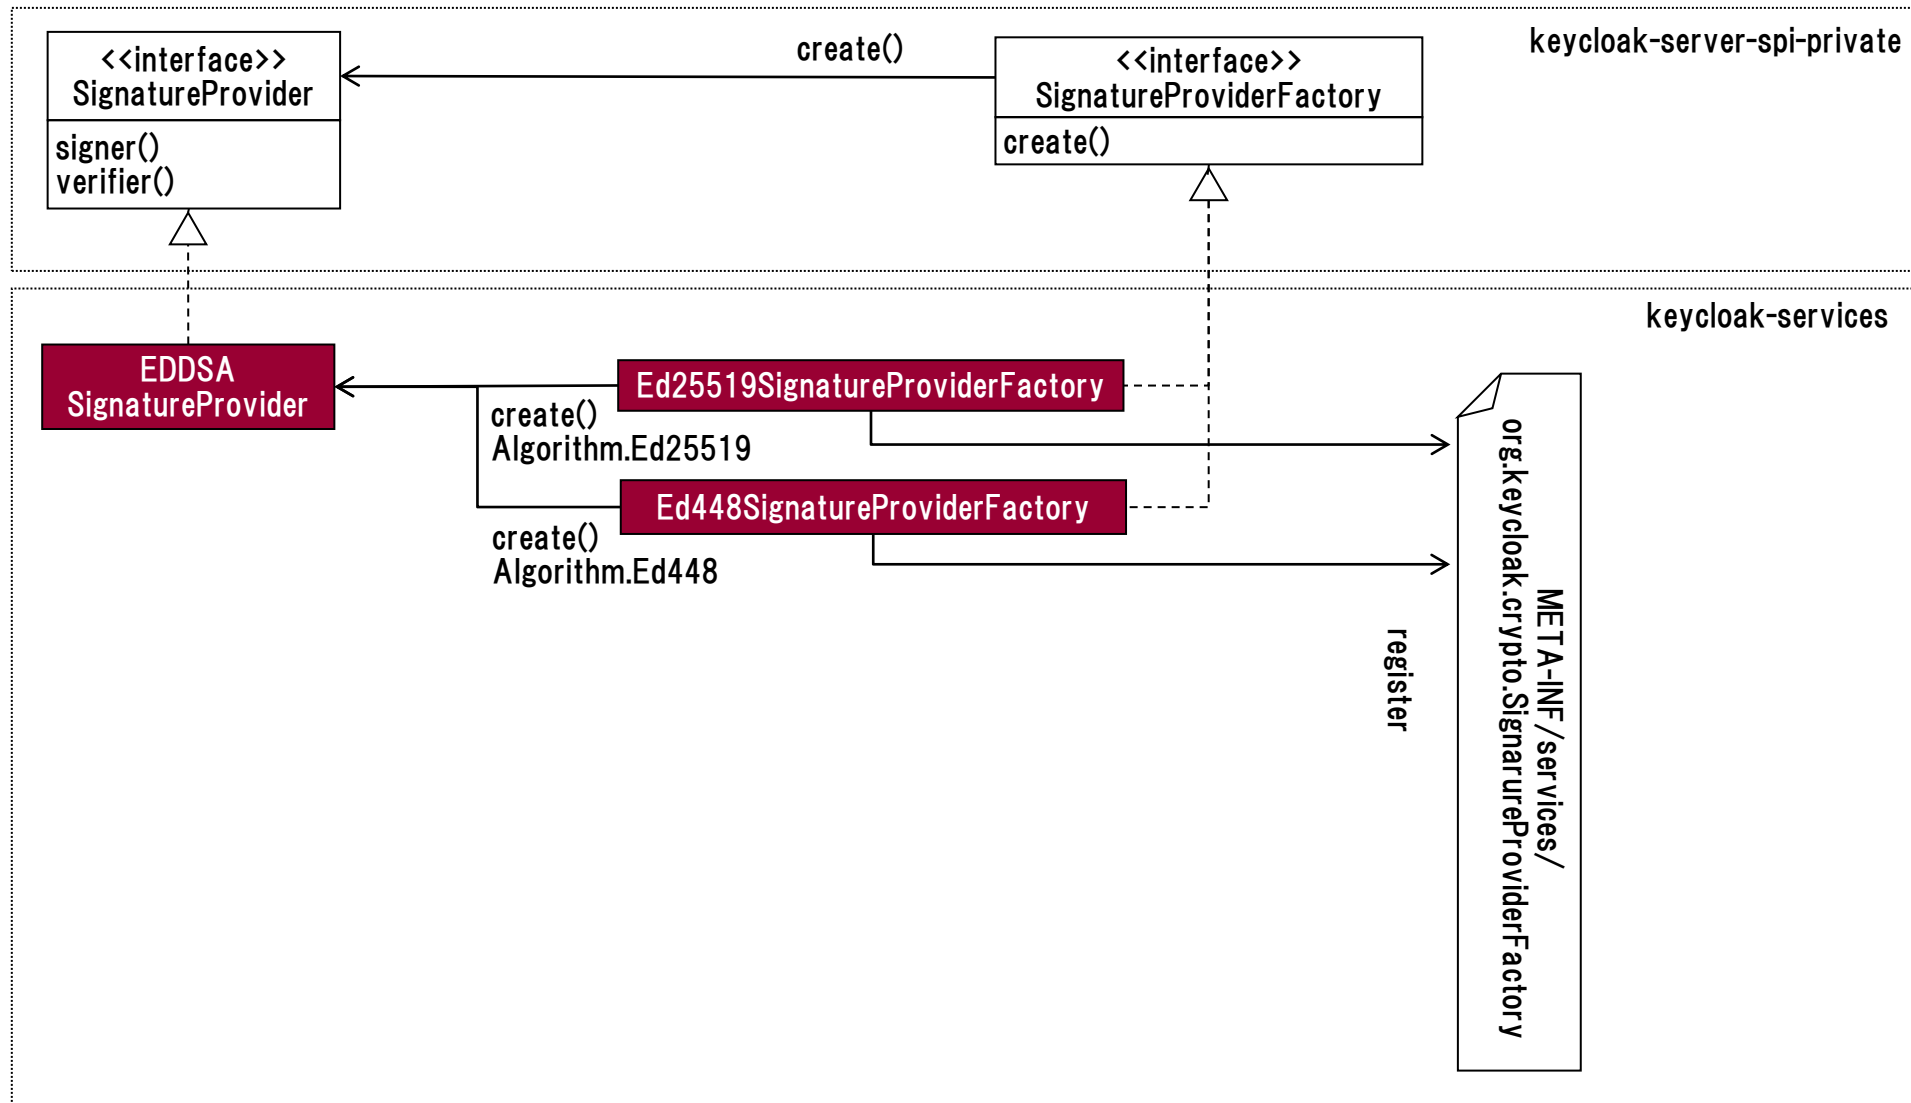 keycloak-server-spi-private
<<interface>>
SignatureProvider
signer()
verifier()
create()
<<interface>>
SignatureProviderFactory
create()
keycloak-services
EDDSA
SignatureProvider
Ed25519SignatureProviderFactory
create()
Algorithm.Ed25519
Ed448SignatureProviderFactory
create()
Algorithm.Ed448
register
META-INF/services/
org.keycloak.crypto.SignarureProviderFactory